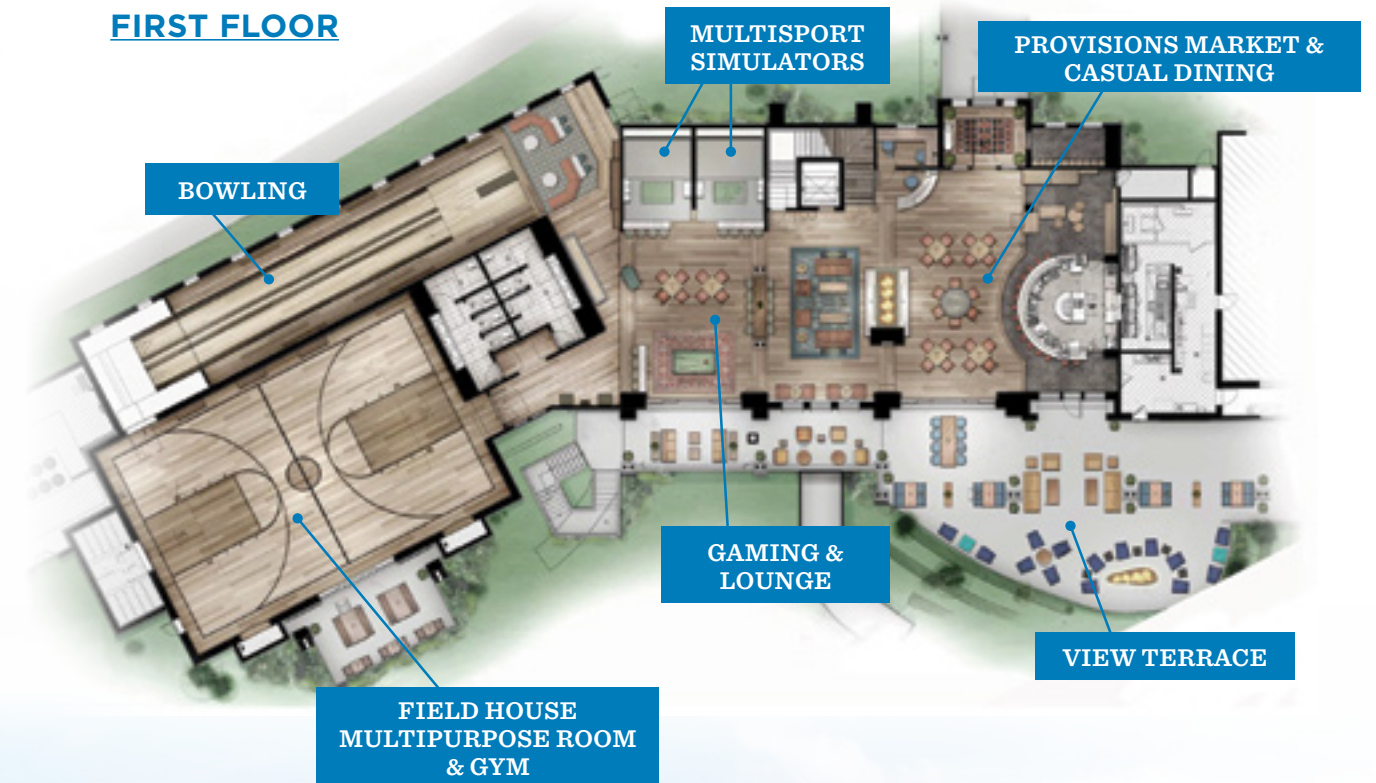 FIRST FLOOR
MULTISPORT
SIMULATORS
PROVISIONS MARKET &
CASUAL DINING
BOWLING
GAMING &
LOUNGE
VIEW TERRACE
FIELD HOUSE
MULTIPURPOSE ROOM
& GYM